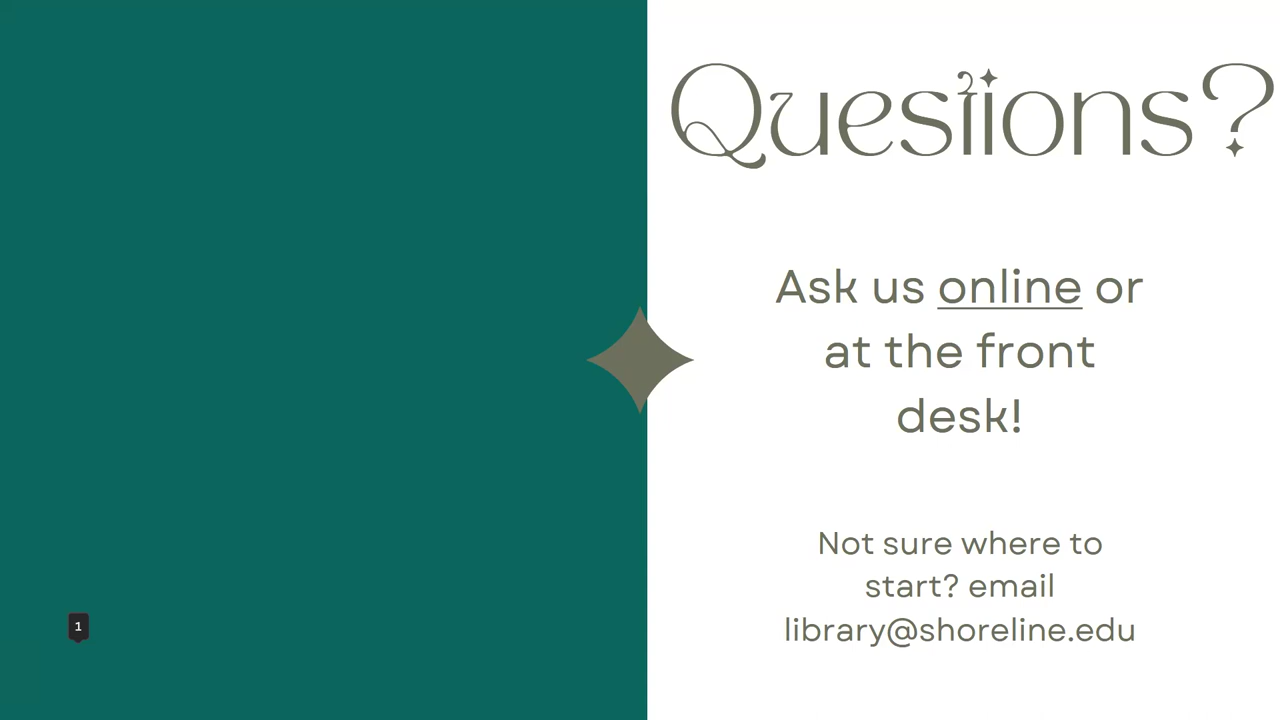 Questions?
Ask us online or
at the front
desk!
Not sure where to
start? email
library@shoreline.edu
1